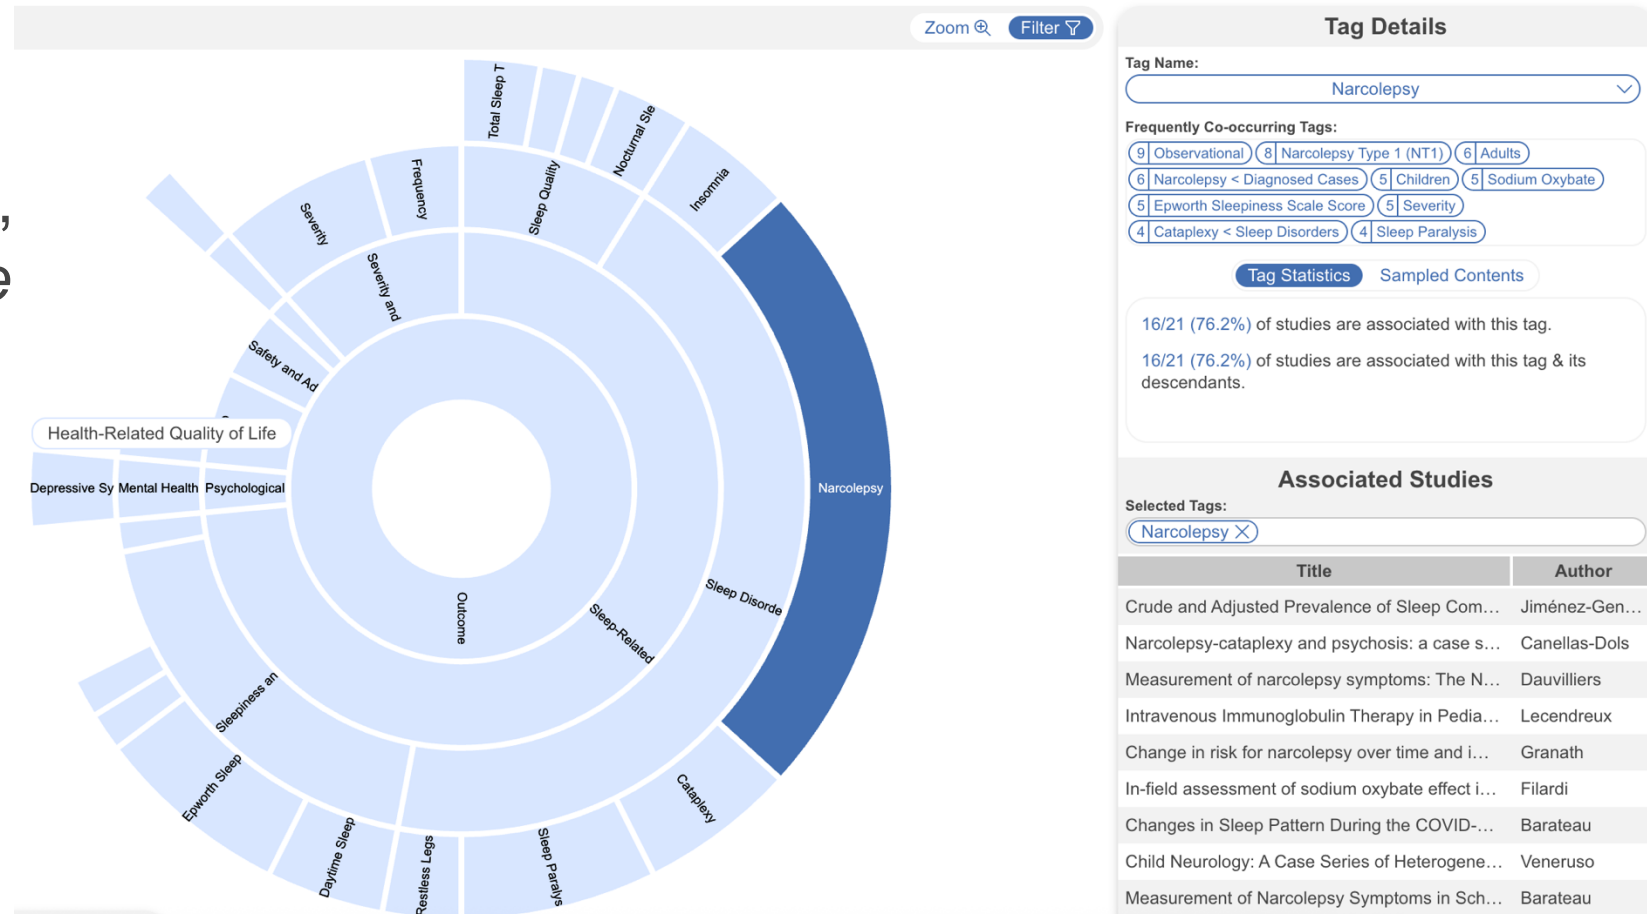 Zoom
Filter
,
e
Total Sleep T
Nocturnal Sle
Insomnia
Sleep Quality
Frequency
Severity
Severity and
Safety and Ad
Health-Related Quality of Life
Depressive Sy
Mental Health
Psychological
Narcolepsy
Outcome
Sleep-Related
Sleep Disorde
Sleepiness an
Epworth Sleep
Daytime Sleep
Restless Legs
Sleep Paralys
Cataplexy
Tag Details
Tag Name:
Narcolepsy
Frequently Co-occurring Tags:
9 Observational 8 Narcolepsy Type 1 (NT1) 6 Adults
6 Narcolepsy < Diagnosed Cases 5 Children 5 Sodium Oxybate
5 Epworth Sleepiness Scale Score 5 Severity
4 Cataplexy < Sleep Disorders 4 Sleep Paralysis
Tag Statistics Sampled Contents
16/21 (76.2%) of studies are associated with this tag.
16/21 (76.2%) of studies are associated with this tag & its
descendants.
Associated Studies
Selected Tags:
Narcolepsy
Title Author
Crude and Adjusted Prevalence of Sleep Com... Jiménez-Gen...
Narcolepsy-cataplexy and psychosis: a case s... Canellas-Dols
Measurement of narcolepsy symptoms: The N... Dauvilliers
Intravenous Immunoglobulin Therapy in Pedia... Lecendreux
Change in risk for narcolepsy over time and i... Granath
In-field assessment of sodium oxybate effect i... Filardi
Changes in Sleep Pattern During the COVID-... Barateau
Child Neurology: A Case Series of Heterogene... Veneruso
Measurement of Narcolepsy Symptoms in Sch... Barateau